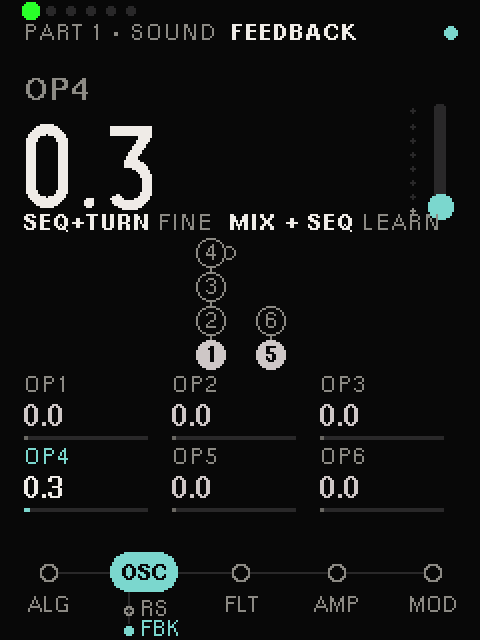 PART 1 · SOUND FEEDBACK
OP4
0.3
SEQ+TURN FINE MIX + SEQ LEARN
4
3
2 6
1 5
OP1 OP2 OP3
0.0 0.0 0.0
OP4 OP5 OP6
0.3 0.0 0.0
OSC
ALG FLT AMP MOD
RS
FBK